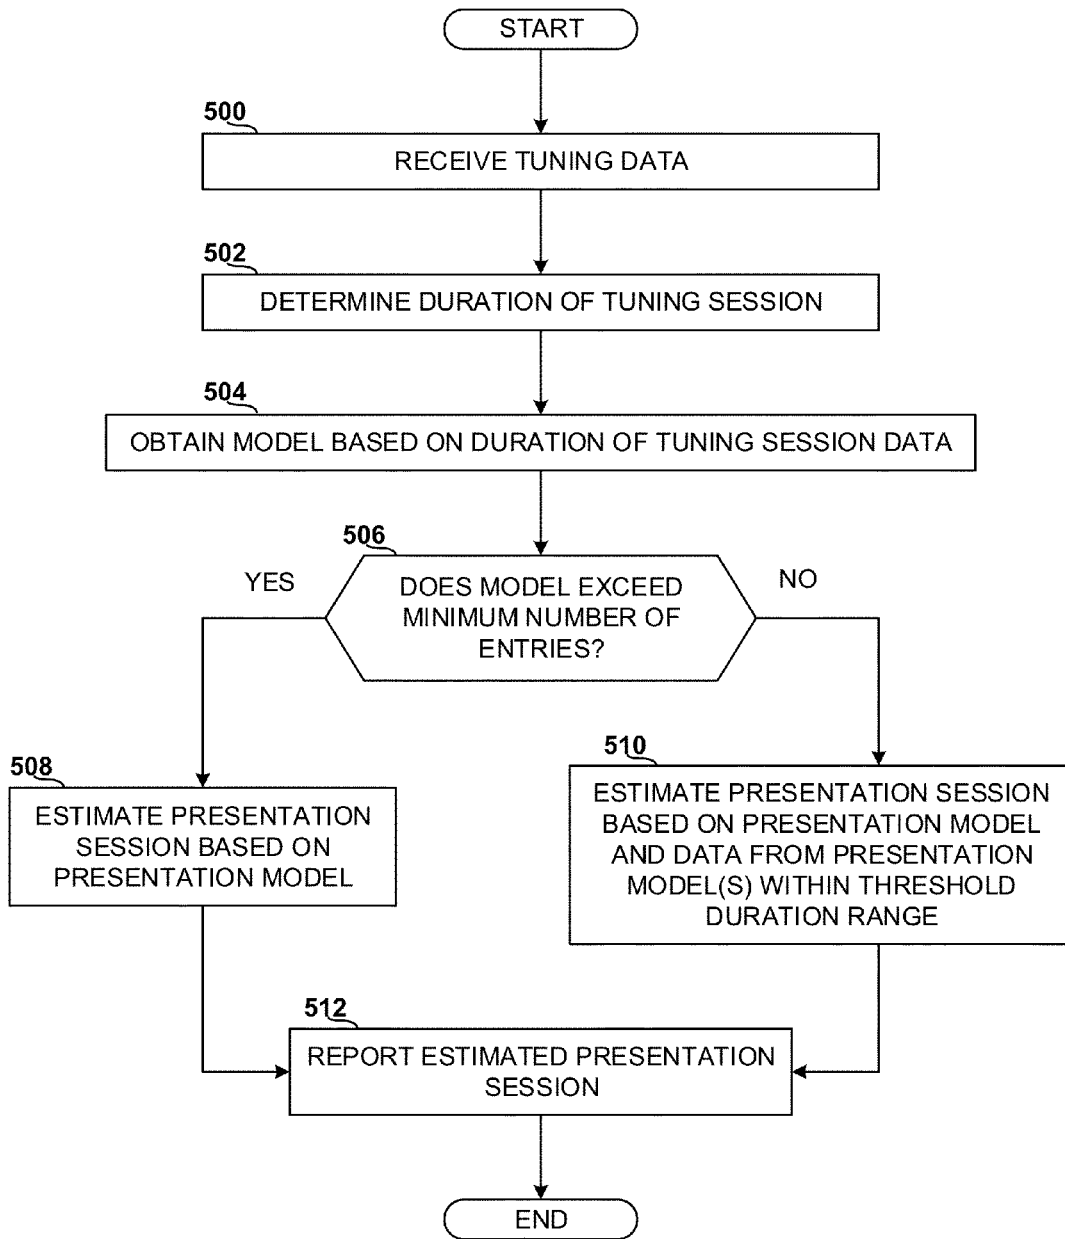 START
500
RECEIVE TUNING DATA
502
DETERMINE DURATION OF TUNING SESSION
504
OBTAIN MODEL BASED ON DURATION OF TUNING SESSION DATA
506
YES
DOES MODEL EXCEED
MINIMUM NUMBER OF
ENTRIES?
NO
508
ESTIMATE PRESENTATION
SESSION BASED ON
PRESENTATION MODEL
510
ESTIMATE PRESENTATION SESSION
BASED ON PRESENTATION MODEL
AND DATA FROM PRESENTATION
MODEL(S) WITHIN THRESHOLD
DURATION RANGE
512
REPORT ESTIMATED PRESENTATION
SESSION
END